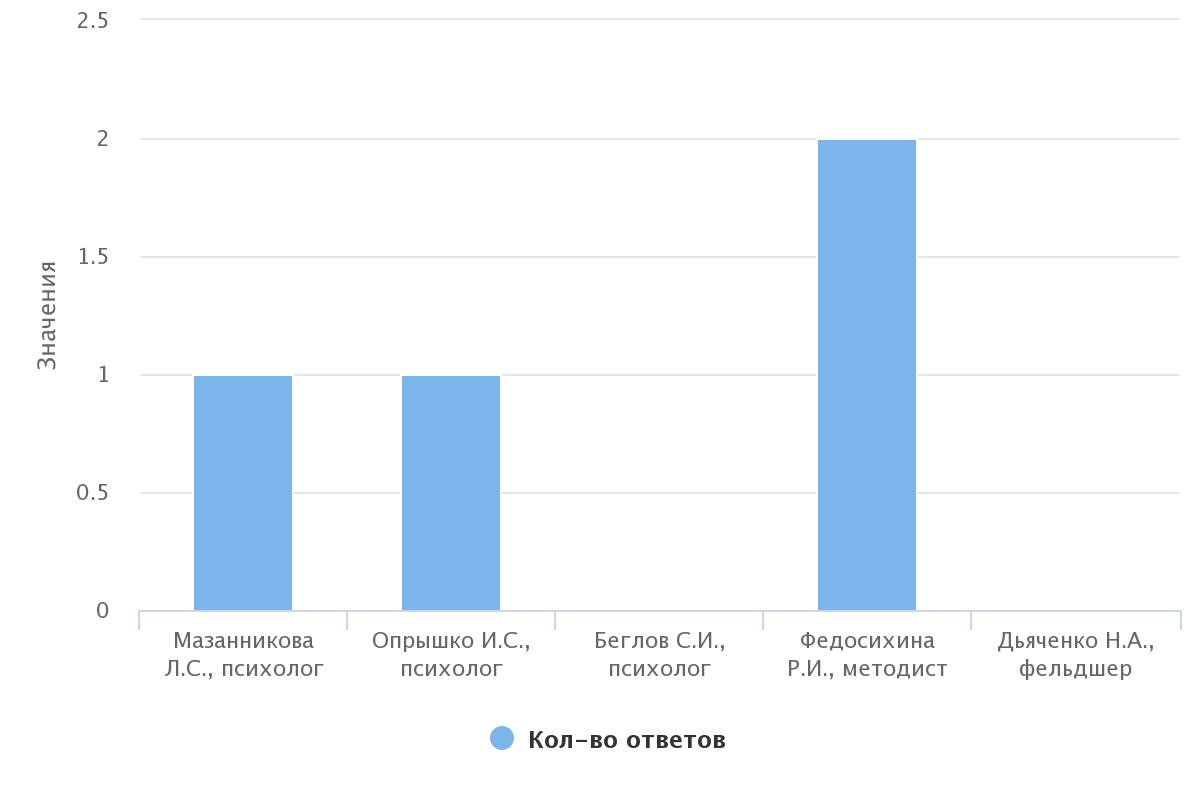 2.5
2
1.5
1
0.5
0
Значения
Мазанникова
Л.С., психолог
Опрышко И.С.,
психолог
Беглов С.И.,
психолог
Федосихина
Р.И., методист
Дьяченко Н.А.,
фельдшер
Кол-во ответов